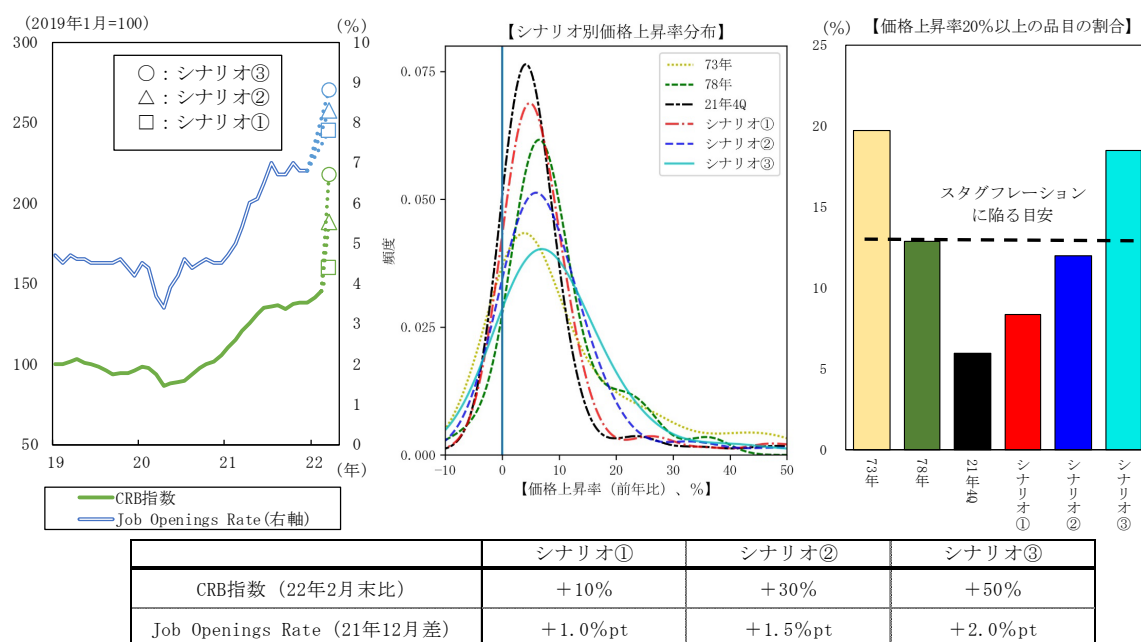 (2019年1月=100)
(%)
300
250
200
150
100
50
10
9
8
7
6
5
4
3
2
1
0
○：シナリオ③
△：シナリオ②
□：シナリオ①
19
20
21
22
(年)
CRB指数
Job Openings Rate(右軸)
【シナリオ別価格上昇率分布】
頻度
0.075
0.050
0.025
0.000
73年
78年
21年4Q
シナリオ①
シナリオ②
シナリオ③
-10
0
10
20
30
40
50
【価格上昇率（前年比）、%】
(%)
【価格上昇率20%以上の品目の割合】
25
20
15
10
5
0
スタグフレーション
に陥る目安
73年
78年
21年4Q
シナリオ①
シナリオ②
シナリオ③
シナリオ① シナリオ② シナリオ③
CRB指数（22年2月末比） ＋10% ＋30% ＋50%
Job Openings Rate（21年12月差） ＋1.0%pt ＋1.5%pt ＋2.0%pt